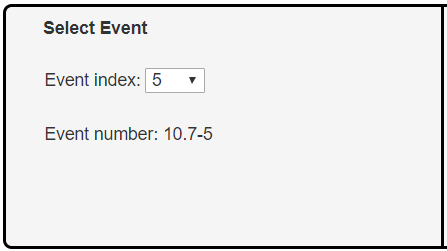 Select Event
Event index: 5
Event number: 10.7-5